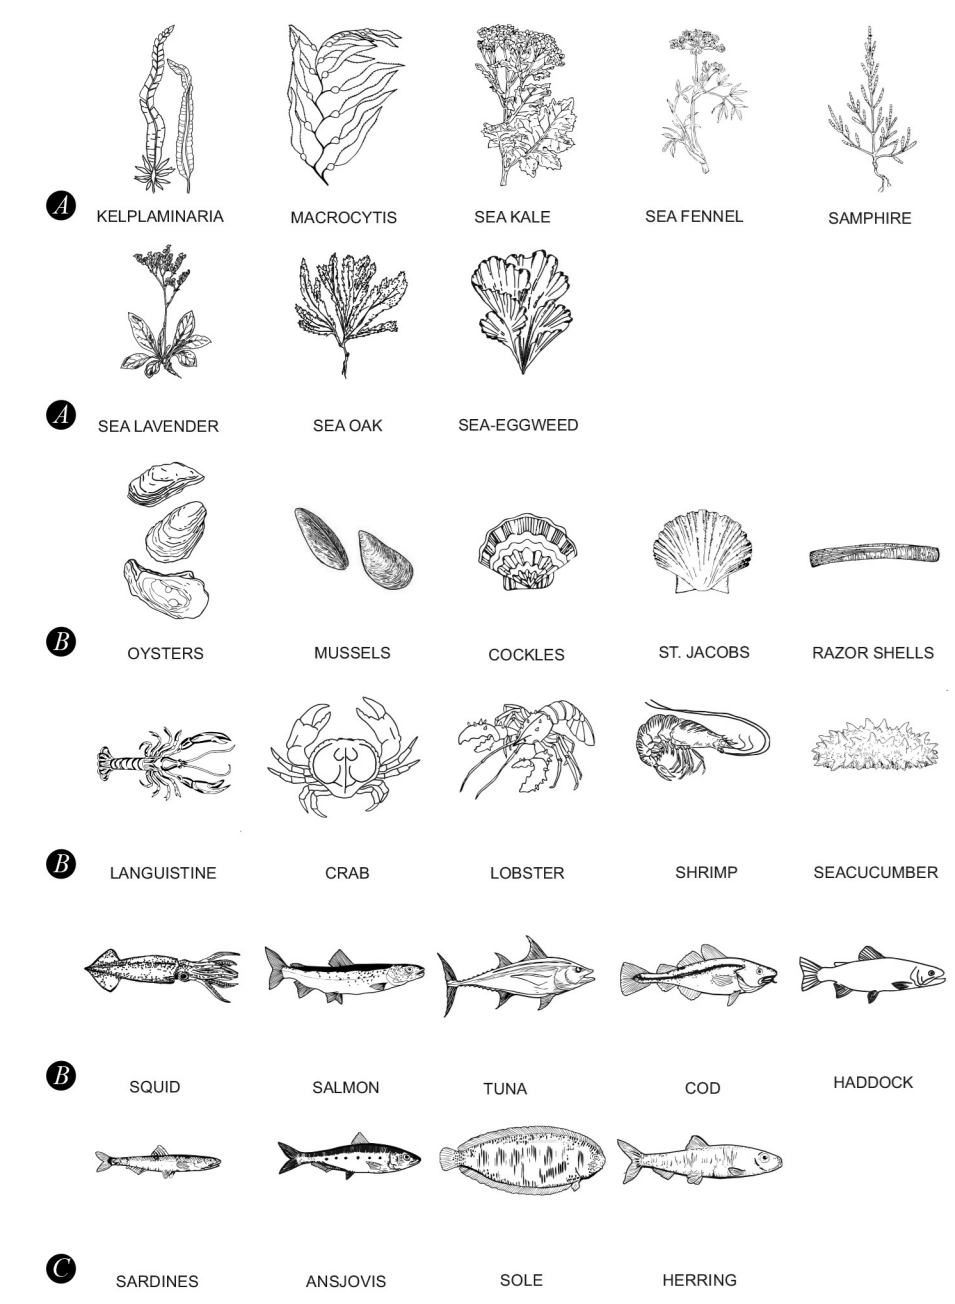 A KELPLAMINARIA MACROCYTIS SEA KALE SEA FENNEL SAMPHIRE
A SEA LAVENDER SEA OAK SEA-EGGWEED
B OYSTERS MUSSELS COCKLES ST. JACOBS RAZOR SHELLS
B LANGUISTINE CRAB LOBSTER SHRIMP SEACUCUMBER
B SQUID SALMON TUNA COD HADDOCK
C SARDINES ANSJOVIS SOLE HERRING